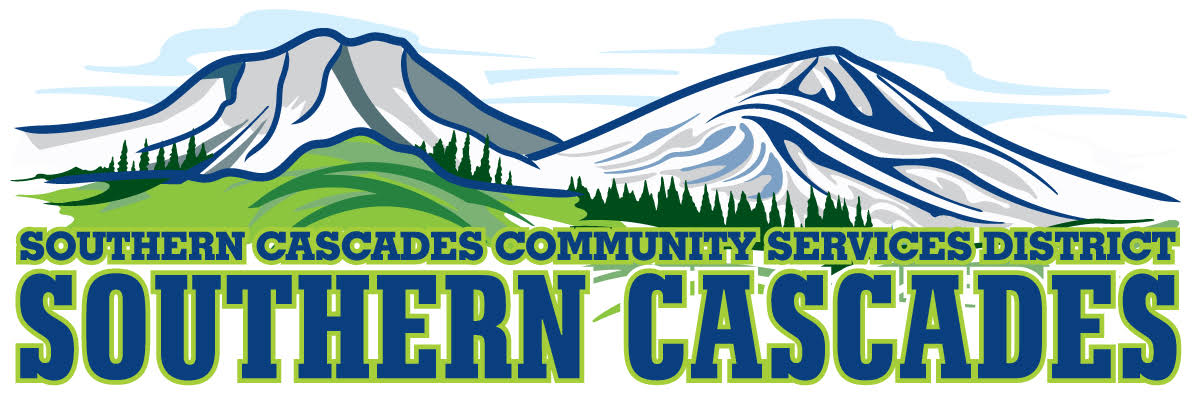 SOUTHERN CASCADES COMMUNITY SERVICES DISTRICT
SOUTHERN CASCADES